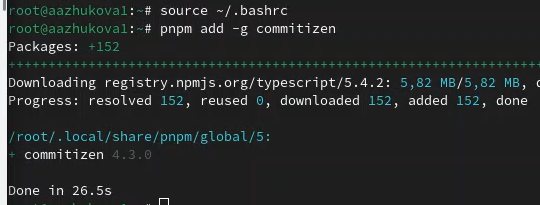 root@aazhukova1:~# source ~/.bashrc
root@aazhukova1:~# pnpm add -g commitizen
Packages: +152
++++++++++++++++++++++++++++++++++++++++++++++++++++++++++++++++++
Downloading registry.npmjs.org/typescript/5.4.2: 5,82 MB/5,82 MB, d
Progress: resolved 152, reused 0, downloaded 152, added 152, done
/root/.local/share/pnpm/global/5:
+ commitizen 4.3.0
Done in 26.5s
root@aazhukova1:~#